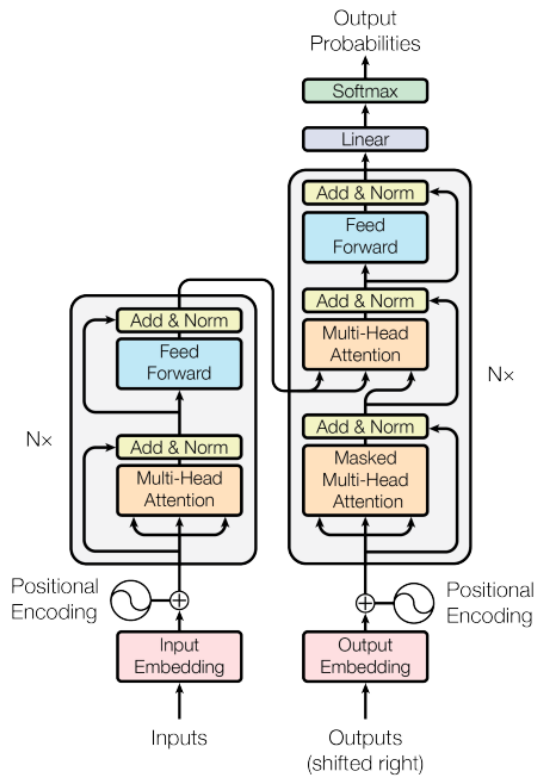 Output
Probabilities
Softmax
Linear
Add & Norm
Feed
Forward
Add & Norm
Multi-Head
Attention
Add & Norm
Masked
Multi-Head
Attention
N×
Add & Norm
Feed
Forward
Add & Norm
Multi-Head
Attention
N×
Positional
Encoding
Positional
Encoding
Input
Embedding
Output
Embedding
Inputs
Outputs
(shifted right)